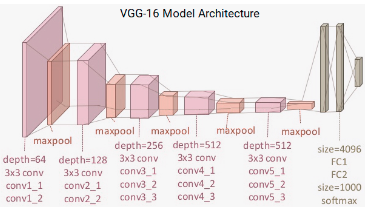 VGG-16 Model Architecture
maxpool
maxpool
maxpool
maxpool
maxpool
depth=64
3x3 conv
conv1_1
conv1_2
depth=128
3x3 conv
conv2_1
conv2_2
depth=256
3x3 conv
conv3_1
conv3_2
conv3_3
depth=512
3x3 conv
conv4_1
conv4_2
conv4_3
depth=512
3x3 conv
conv5_1
conv5_2
conv5_3
size=4096
FC1
FC2
size=1000
softmax